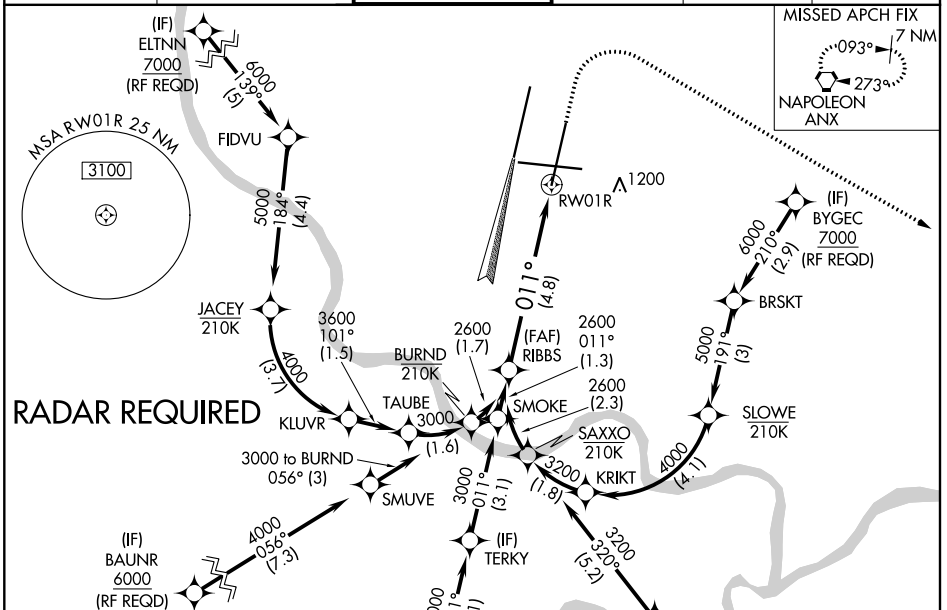 MISSED APCH FIX
7 NM
093°
273°
NAPOLEON
ANX
(IF)
ELTNN
7000
(RF REQD)
6000
139°
(5)
FIDVU
MSA RW01R 25 NM
3100
5000
184°
(4.4)
RW01R
1200
(IF)
BYGEC
7000
(RF REQD)
6000
210°
(2.9)
BRSKT
011°
(4.8)
JACEY
210K
3600
101°
(1.5)
BURND
210K
2600
(1.7)
(FAF)
RIBBS
2600
011°
(1.3)
5000
191°
(3)
4000
(3.7)
2600
(2.3)
RADAR REQUIRED
KLUVR
TAUBE
3000
(1.6)
SMOKE
SAXXO
210K
SLOWE
210K
3000 to BURND
056° (3)
SMUVE
3200
(1.8)
KRIKT
4000
(4.1)
3000
011°
(3.1)
(IF)
TERKY
4000
056°
(7.3)
(IF)
BAUNR
6000
(RF REQD)
3200
320°
(5.2)